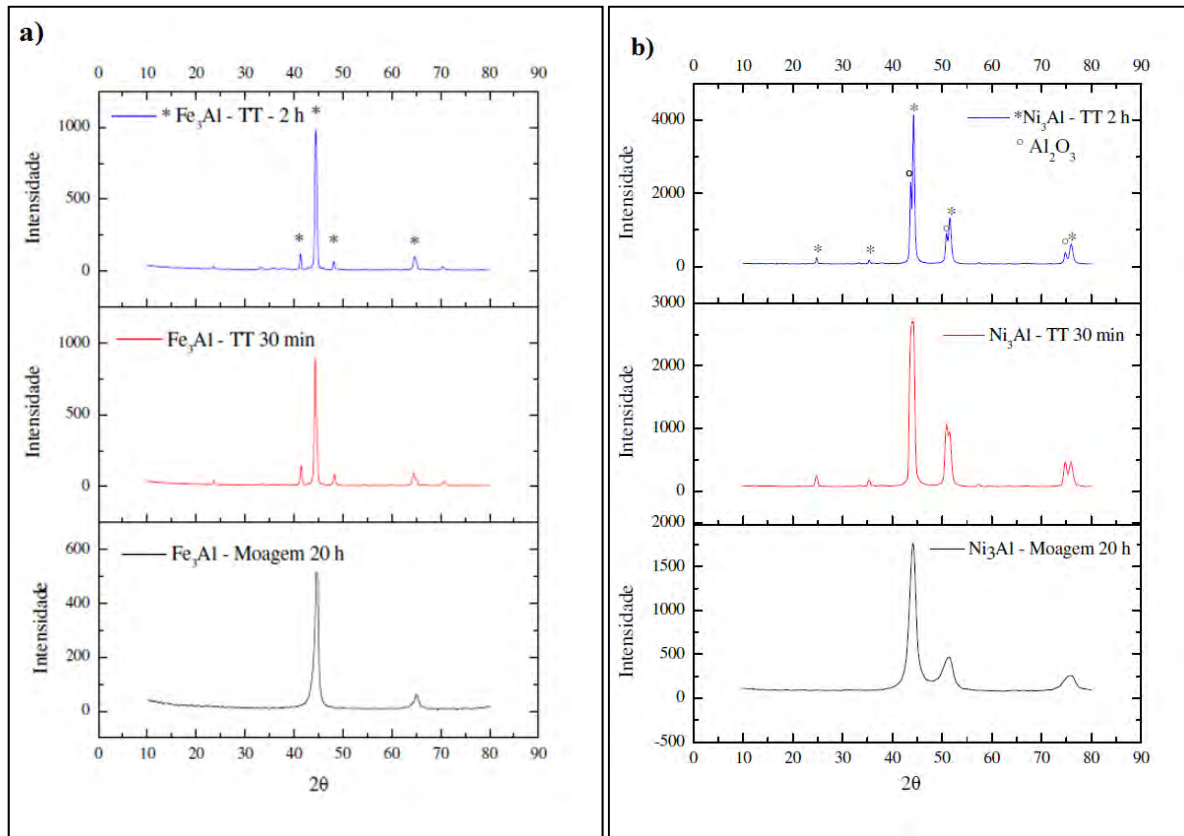 a)
0 10 20 30 40 50 60 70 80 90
* Fe₃Al - TT - 2 h
*
* * *
1000
500
0
Intensidade
Fe₃Al - TT 30 min
1000
500
0
Intensidade
Fe₃Al - Moagem 20 h
600
400
200
0
Intensidade
0 10 20 30 40 50 60 70 80 90
2θ
b)
0 10 20 30 40 50 60 70 80 90
*Ni₃Al - TT 2 h
° Al₂O₃
*
°
° *
* * ° *
4000
2000
0
Intensidade
Ni₃Al - TT 30 min
3000
2000
1000
0
Intensidade
Ni3Al - Moagem 20 h
2000
1500
1000
500
0
-500
Intensidade
0 10 20 30 40 50 60 70 80 90
2θ